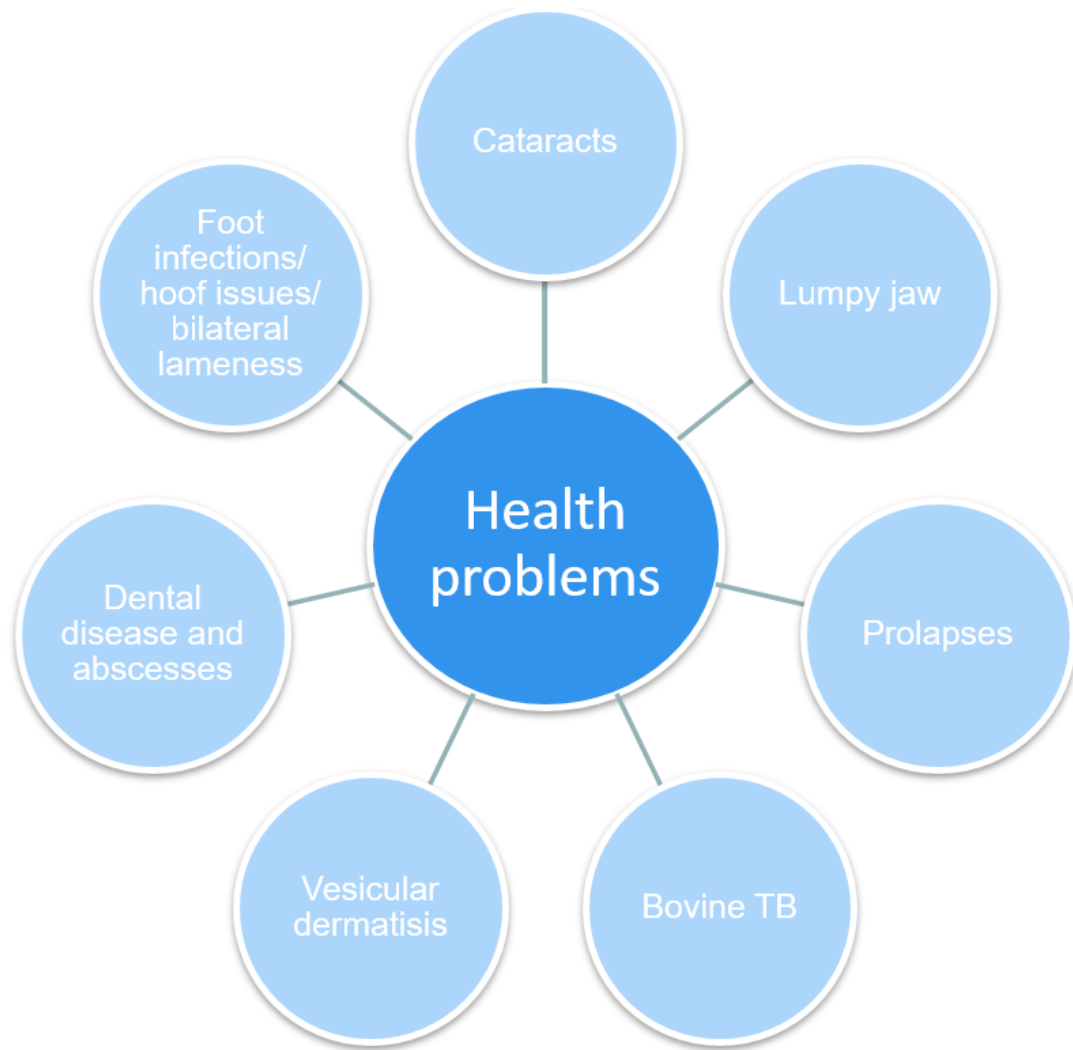 Cataracts
Foot
infections/
hoof issues/
bilateral
lameness
Lumpy jaw
Health
problems
Dental
disease and
abscesses
Prolapses
Vesicular
dermatisis
Bovine TB